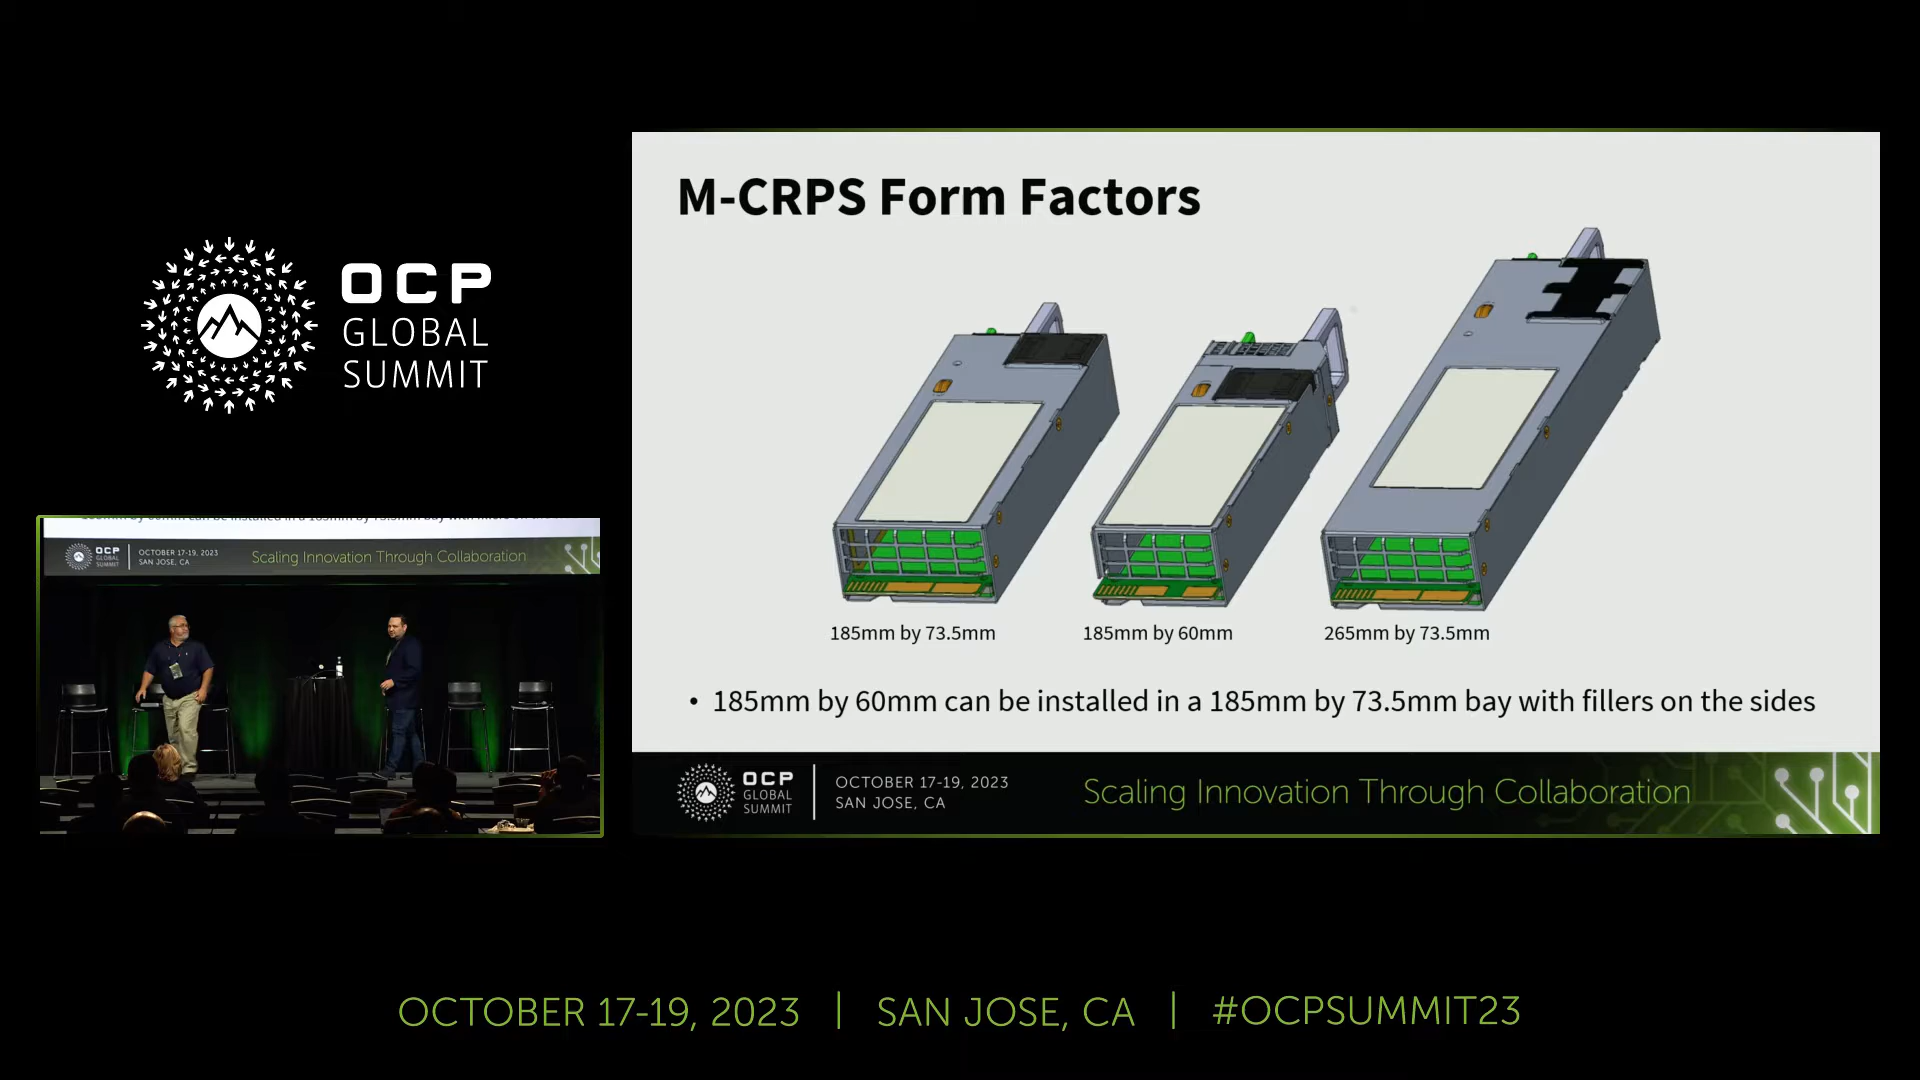 OCP
GLOBAL
SUMMIT
M-CRPS Form Factors
185mm by 73.5mm
185mm by 60mm
265mm by 73.5mm
• 185mm by 60mm can be installed in a 185mm by 73.5mm bay with fillers on the sides
OCP
GLOBAL
SUMMIT
OCTOBER 17-19, 2023
SAN JOSE, CA
Scaling Innovation Through Collaboration
OCP
GLOBAL
SUMMIT
OCTOBER 17-19, 2023
SAN JOSE, CA
Scaling Innovation Through Collaboration
OCTOBER 17-19, 2023 | SAN JOSE, CA | #OCPSUMMIT23